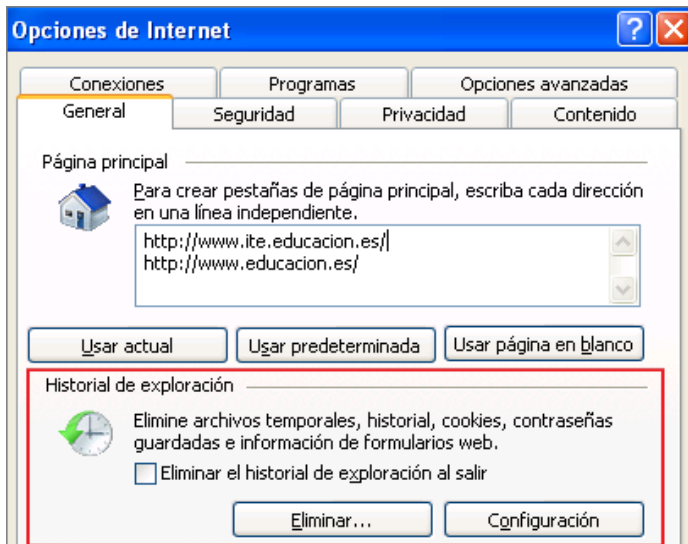 Opciones de Internet
Conexiones Programas Opciones avanzadas
General Seguridad Privacidad Contenido
Página principal
Para crear pestañas de página principal, escriba cada dirección
en una línea independiente.
http://www.ite.educacion.es/
http://www.educacion.es/
Usar actual Usar predeterminada Usar página en blanco
Historial de exploración
Elimine archivos temporales, historial, cookies, contraseñas
guardadas e información de formularios web.
Eliminar el historial de exploración al salir
Eliminar... Configuración